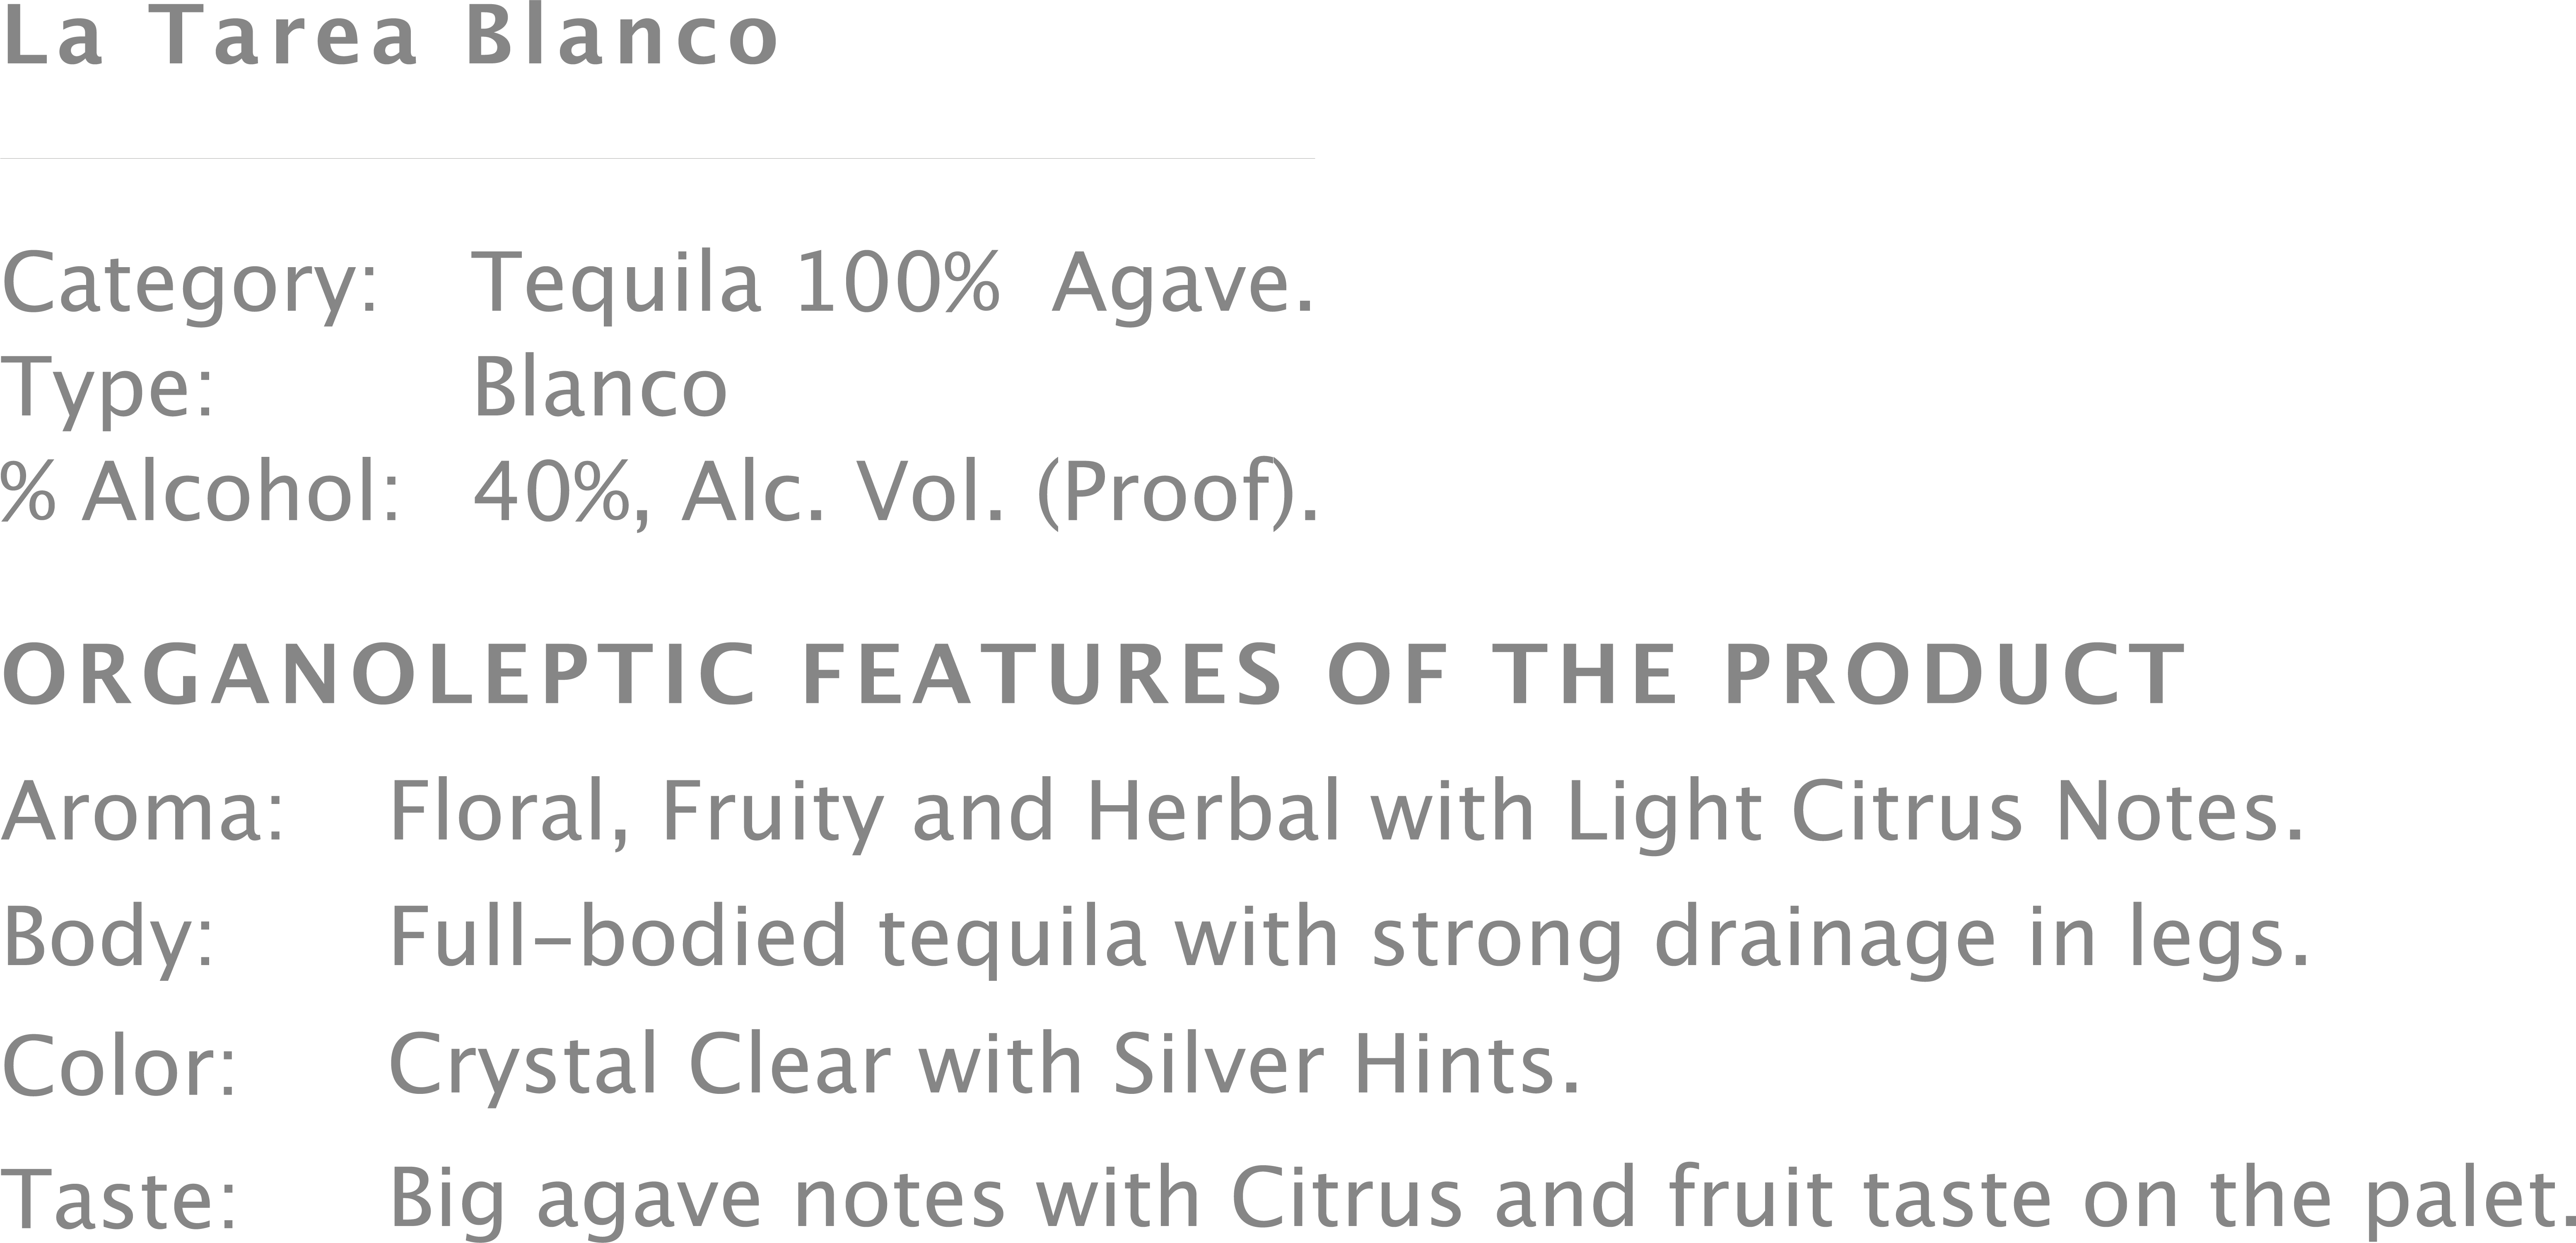 La Tarea Blanco
Category: Tequila 100% Agave.
Type: Blanco
% Alcohol: 40%, Alc. Vol. (Proof).
ORGANOLEPTIC FEATURES OF THE PRODUCT
Aroma: Floral, Fruity and Herbal with Light Citrus Notes.
Body: Full-bodied tequila with strong drainage in legs.
Color: Crystal Clear with Silver Hints.
Taste: Big agave notes with Citrus and fruit taste on the palet.